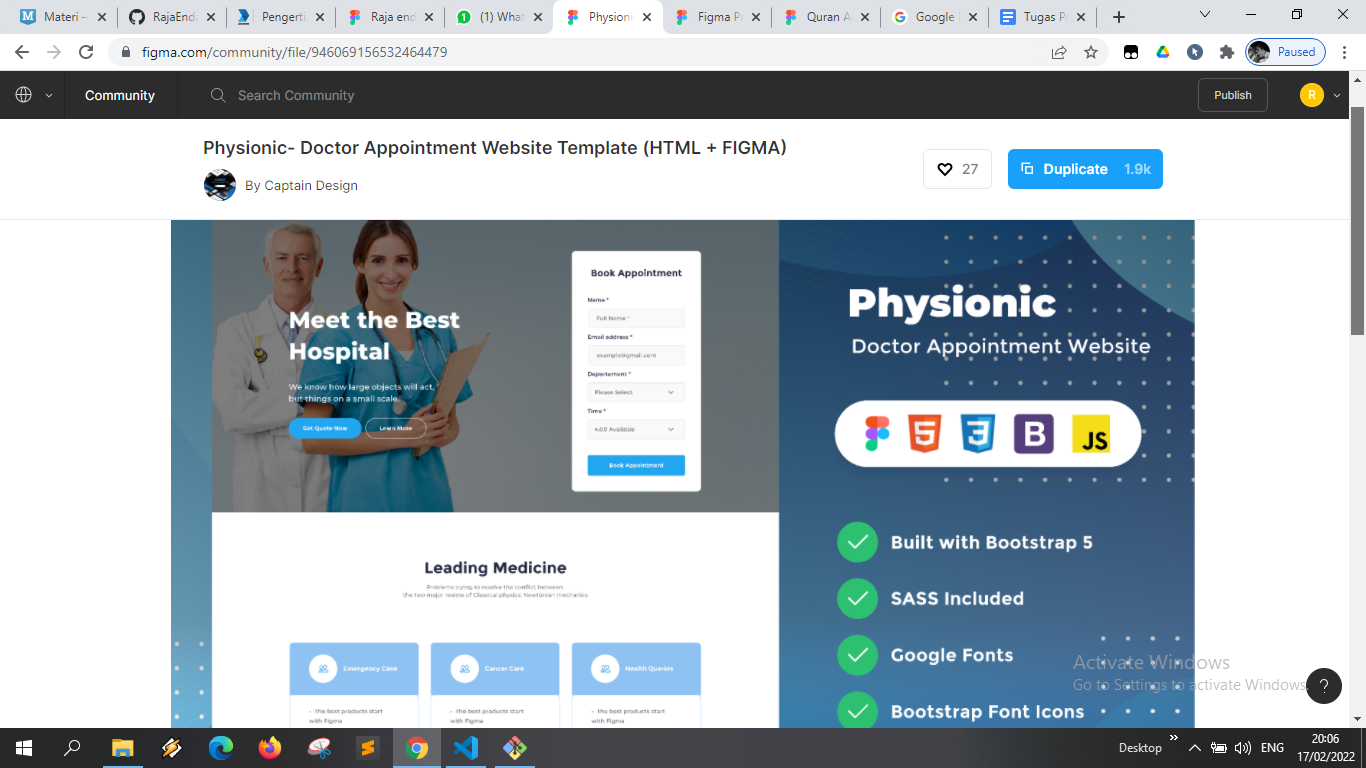 Materi –
RajaEnd
Pengerti
Raja end
(1) What
Physioni
Figma P
Quran A
Google
Tugas P
figma.com/community/file/946069156532464479
Paused
Community
Search Community
Publish
R
Physionic- Doctor Appointment Website Template (HTML + FIGMA)
By Captain Design
27
Duplicate 1.9k
Meet the Best
Hospital
We know how large objects will act,
but things on a small scale.
Get Quote Now
Learn More
Book Appointment
Name *
Full Name *
Email address *
example@gmail.com
Departement *
Please Select
Time *
4:00 Available
Book Appointment
Leading Medicine
Problems trying to resolve the conflict between
the two major realms of Classical physics: Newtonian mechanics
Emergency Case
Cancer Care
Health Quaries
- The best products start
with Figma
- The best products start
with Figma
- The best products start
with Figma
Physionic
Doctor Appointment Website
5
3
B
JS
Built with Bootstrap 5
SASS Included
Google Fonts
Bootstrap Font Icons
Activate Windows
Go to Settings to activate Windows.
?
Desktop
ENG
20:06
17/02/2022